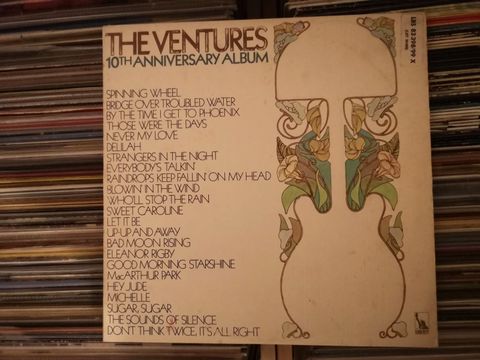 THE VENTURES
10TH ANNIVERSARY ALBUM
LBS 83 398/99 X
SPINNING WHEEL
BRIDGE OVER TROUBLED WATER
BY THE TIME I GET TO PHOENIX
THOSE WERE THE DAYS
NEVER MY LOVE
DELILAH
STRANGERS IN THE NIGHT
EVERYBODY'S TALKIN'
RAINDROPS KEEP FALLIN' ON MY HEAD
BLOWIN' IN THE WIND
WHO'LL STOP THE RAIN
SWEET CAROLINE
LET IT BE
UP-UP AND AWAY
BAD MOON RISING
ELEANOR RIGBY
GOOD MORNING STARSHINE
MacARTHUR PARK
HEY JUDE
MICHELLE
SUGAR, SUGAR
THE SOUNDS OF SILENCE
DON'T THINK TWICE, IT'S ALL RIGHT